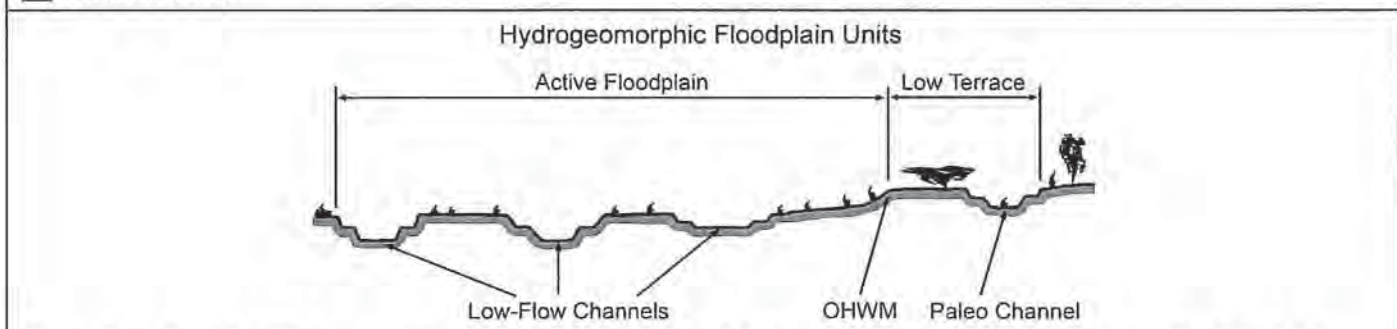 Hydrogeomorphic Floodplain Units
Active Floodplain
Low Terrace
Low-Flow Channels
OHWM
Paleo Channel